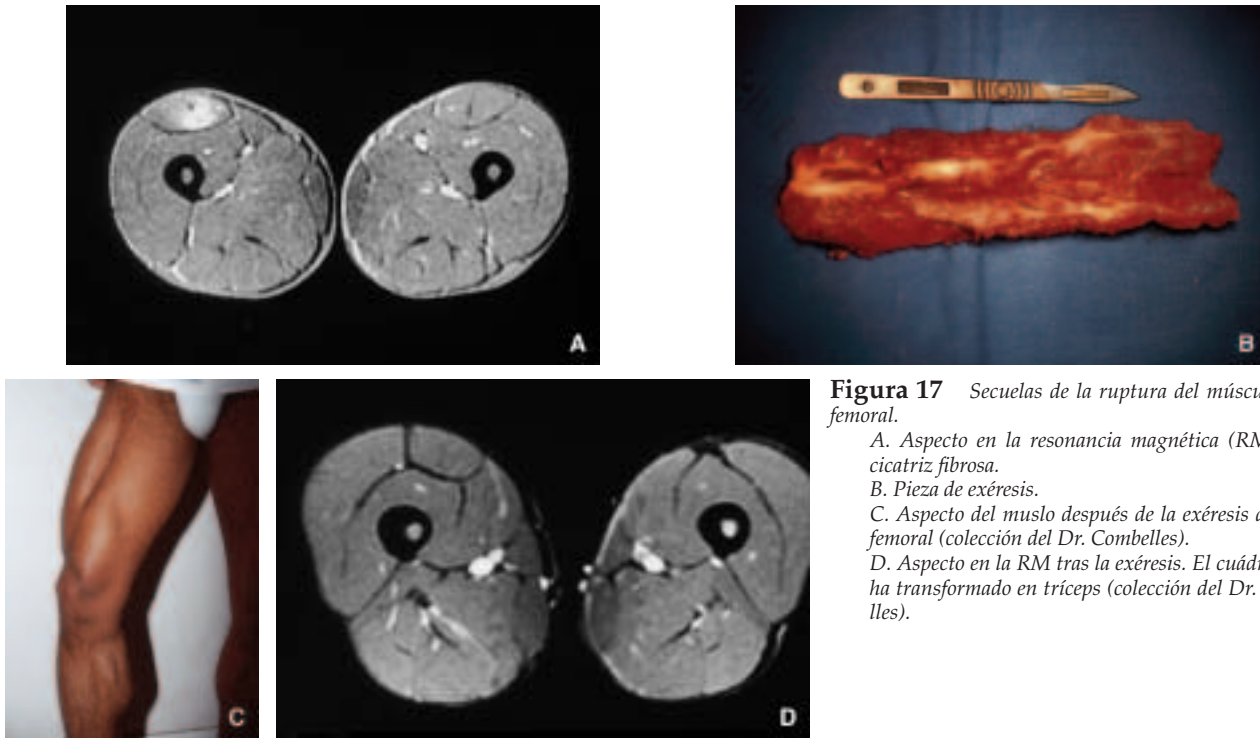 A
B
C
D
Figura 17 Secuelas de la ruptura del múscu
femoral.
A. Aspecto en la resonancia magnética (RM
cicatriz fibrosa.
B. Pieza de exéresis.
C. Aspecto del muslo después de la exéresis d
femoral (colección del Dr. Combelles).
D. Aspecto en la RM tras la exéresis. El cuádr
ha transformado en tríceps (colección del Dr.
lles).